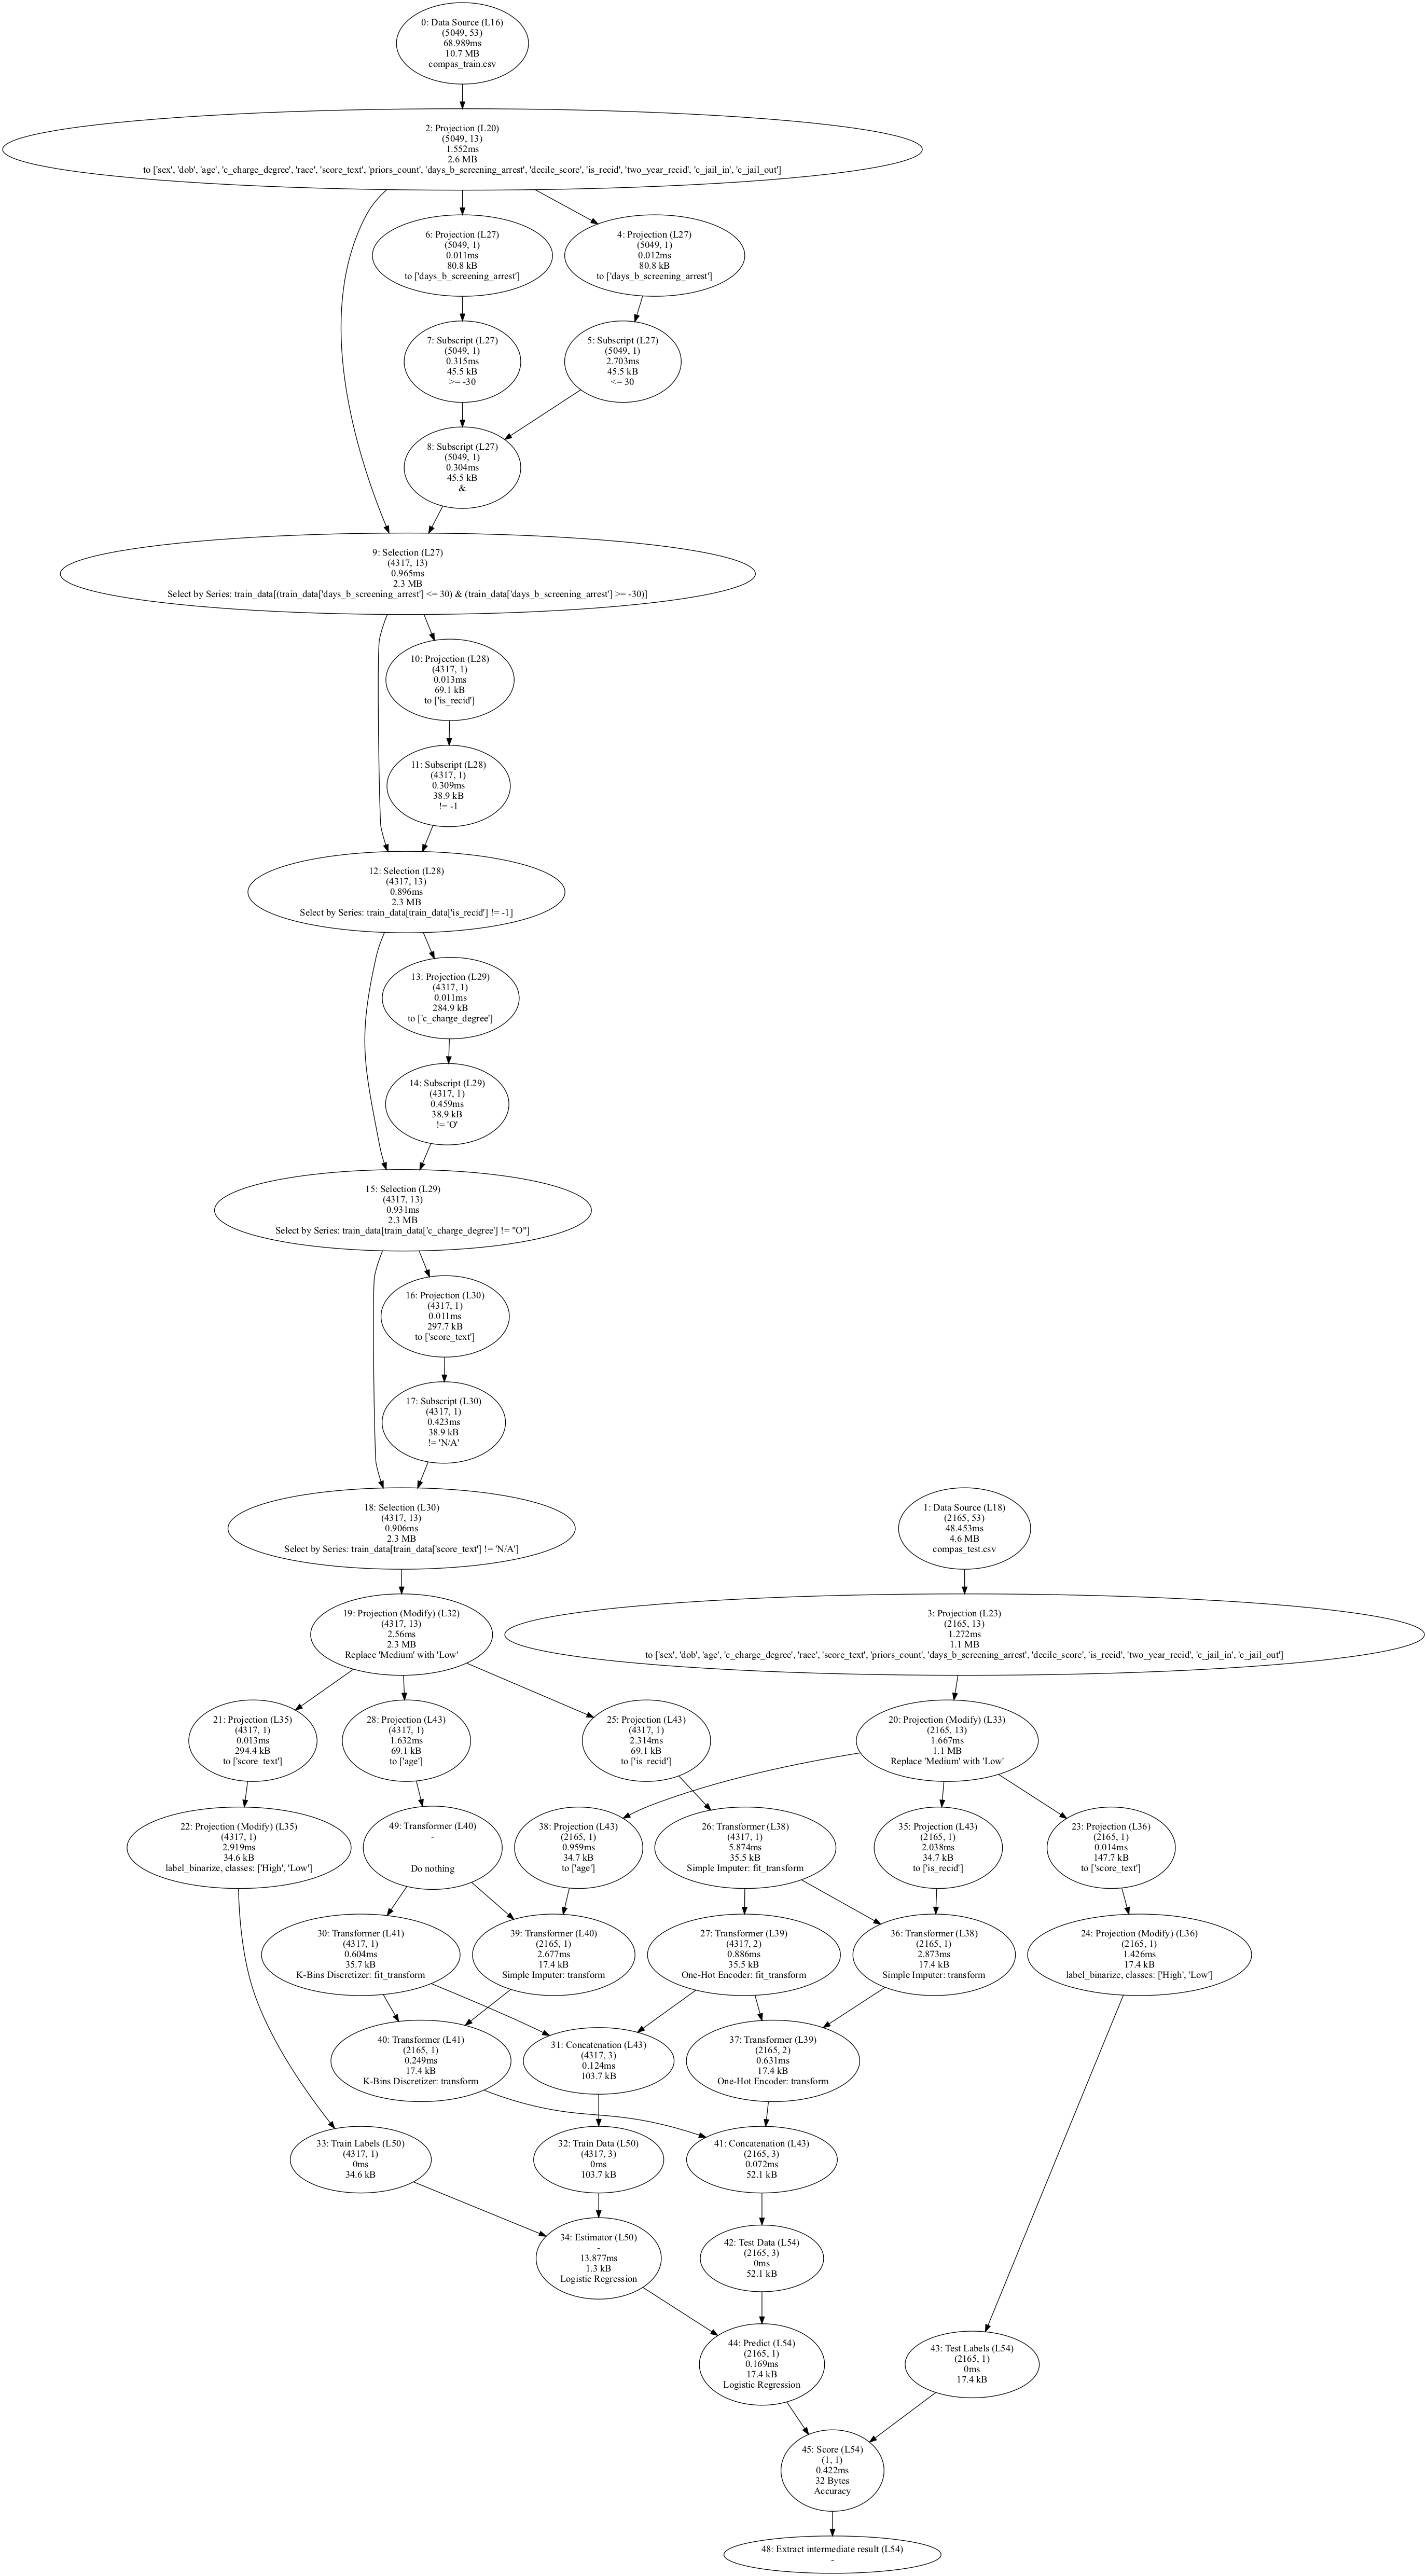 0: Data Source (L16)
(5049, 53)
68.989ms
10.7 MB
compas_train.csv
2: Projection (L20)
(5049, 13)
1.552ms
2.6 MB
to ['sex', 'dob', 'age', 'c_charge_degree', 'race', 'score_text', 'priors_count', 'days_b_screening_arrest', 'decile_score', 'is_recid', 'two_year_recid', 'c_jail_in', 'c_jail_out']
6: Projection (L27)
(5049, 1)
0.011ms
80.8 kB
to ['days_b_screening_arrest']
4: Projection (L27)
(5049, 1)
0.012ms
80.8 kB
to ['days_b_screening_arrest']
7: Subscript (L27)
(5049, 1)
0.315ms
45.5 kB
>= -30
5: Subscript (L27)
(5049, 1)
2.703ms
45.5 kB
<= 30
8: Subscript (L27)
(5049, 1)
0.304ms
45.5 kB
&
9: Selection (L27)
(4317, 13)
0.965ms
2.3 MB
Select by Series: train_data[(train_data['days_b_screening_arrest'] <= 30) & (train_data['days_b_screening_arrest'] >= -30)]
10: Projection (L28)
(4317, 1)
0.013ms
69.1 kB
to ['is_recid']
11: Subscript (L28)
(4317, 1)
0.309ms
38.9 kB
!= -1
12: Selection (L28)
(4317, 13)
0.896ms
2.3 MB
Select by Series: train_data[train_data['is_recid'] != -1]
13: Projection (L29)
(4317, 1)
0.011ms
284.9 kB
to ['c_charge_degree']
14: Subscript (L29)
(4317, 1)
0.459ms
38.9 kB
!= 'O'
15: Selection (L29)
(4317, 13)
0.931ms
2.3 MB
Select by Series: train_data[train_data['c_charge_degree'] != "O"]
16: Projection (L30)
(4317, 1)
0.011ms
297.7 kB
to ['score_text']
17: Subscript (L30)
(4317, 1)
0.423ms
38.9 kB
!= 'N/A'
18: Selection (L30)
(4317, 13)
0.906ms
2.3 MB
Select by Series: train_data[train_data['score_text'] != 'N/A']
1: Data Source (L18)
(2165, 53)
48.453ms
4.6 MB
compas_test.csv
19: Projection (Modify) (L32)
(4317, 13)
2.56ms
2.3 MB
Replace 'Medium' with 'Low'
3: Projection (L23)
(2165, 13)
1.272ms
1.1 MB
to ['sex', 'dob', 'age', 'c_charge_degree', 'race', 'score_text', 'priors_count', 'days_b_screening_arrest', 'decile_score', 'is_recid', 'two_year_recid', 'c_jail_in', 'c_jail_out']
21: Projection (L35)
(4317, 1)
0.013ms
294.4 kB
to ['score_text']
28: Projection (L43)
(4317, 1)
1.632ms
69.1 kB
to ['age']
25: Projection (L43)
(4317, 1)
2.314ms
69.1 kB
to ['is_recid']
20: Projection (Modify) (L33)
(2165, 13)
1.667ms
1.1 MB
Replace 'Medium' with 'Low'
22: Projection (Modify) (L35)
(4317, 1)
2.919ms
34.6 kB
label_binarize, classes: ['High', 'Low']
49: Transformer (L40)
-
Do nothing
38: Projection (L43)
(2165, 1)
0.959ms
34.7 kB
to ['age']
26: Transformer (L38)
(4317, 1)
5.874ms
35.5 kB
Simple Imputer: fit_transform
35: Projection (L43)
(2165, 1)
2.038ms
34.7 kB
to ['is_recid']
23: Projection (L36)
(2165, 1)
0.014ms
147.7 kB
to ['score_text']
30: Transformer (L41)
(4317, 1)
0.604ms
35.7 kB
K-Bins Discretizer: fit_transform
39: Transformer (L40)
(2165, 1)
2.677ms
17.4 kB
Simple Imputer: transform
27: Transformer (L39)
(4317, 2)
0.886ms
35.5 kB
One-Hot Encoder: fit_transform
36: Transformer (L38)
(2165, 1)
2.873ms
17.4 kB
Simple Imputer: transform
24: Projection (Modify) (L36)
(2165, 1)
1.426ms
17.4 kB
label_binarize, classes: ['High', 'Low']
40: Transformer (L41)
(2165, 1)
0.249ms
17.4 kB
K-Bins Discretizer: transform
31: Concatenation (L43)
(4317, 3)
0.124ms
103.7 kB
37: Transformer (L39)
(2165, 2)
0.631ms
17.4 kB
One-Hot Encoder: transform
33: Train Labels (L50)
(4317, 1)
0ms
34.6 kB
32: Train Data (L50)
(4317, 3)
0ms
103.7 kB
41: Concatenation (L43)
(2165, 3)
0.072ms
52.1 kB
34: Estimator (L50)
-
13.877ms
1.3 kB
Logistic Regression
42: Test Data (L54)
(2165, 3)
0ms
52.1 kB
44: Predict (L54)
(2165, 1)
0.169ms
17.4 kB
Logistic Regression
43: Test Labels (L54)
(2165, 1)
0ms
17.4 kB
45: Score (L54)
(1, 1)
0.422ms
32 Bytes
Accuracy
48: Extract intermediate result (L54)
-